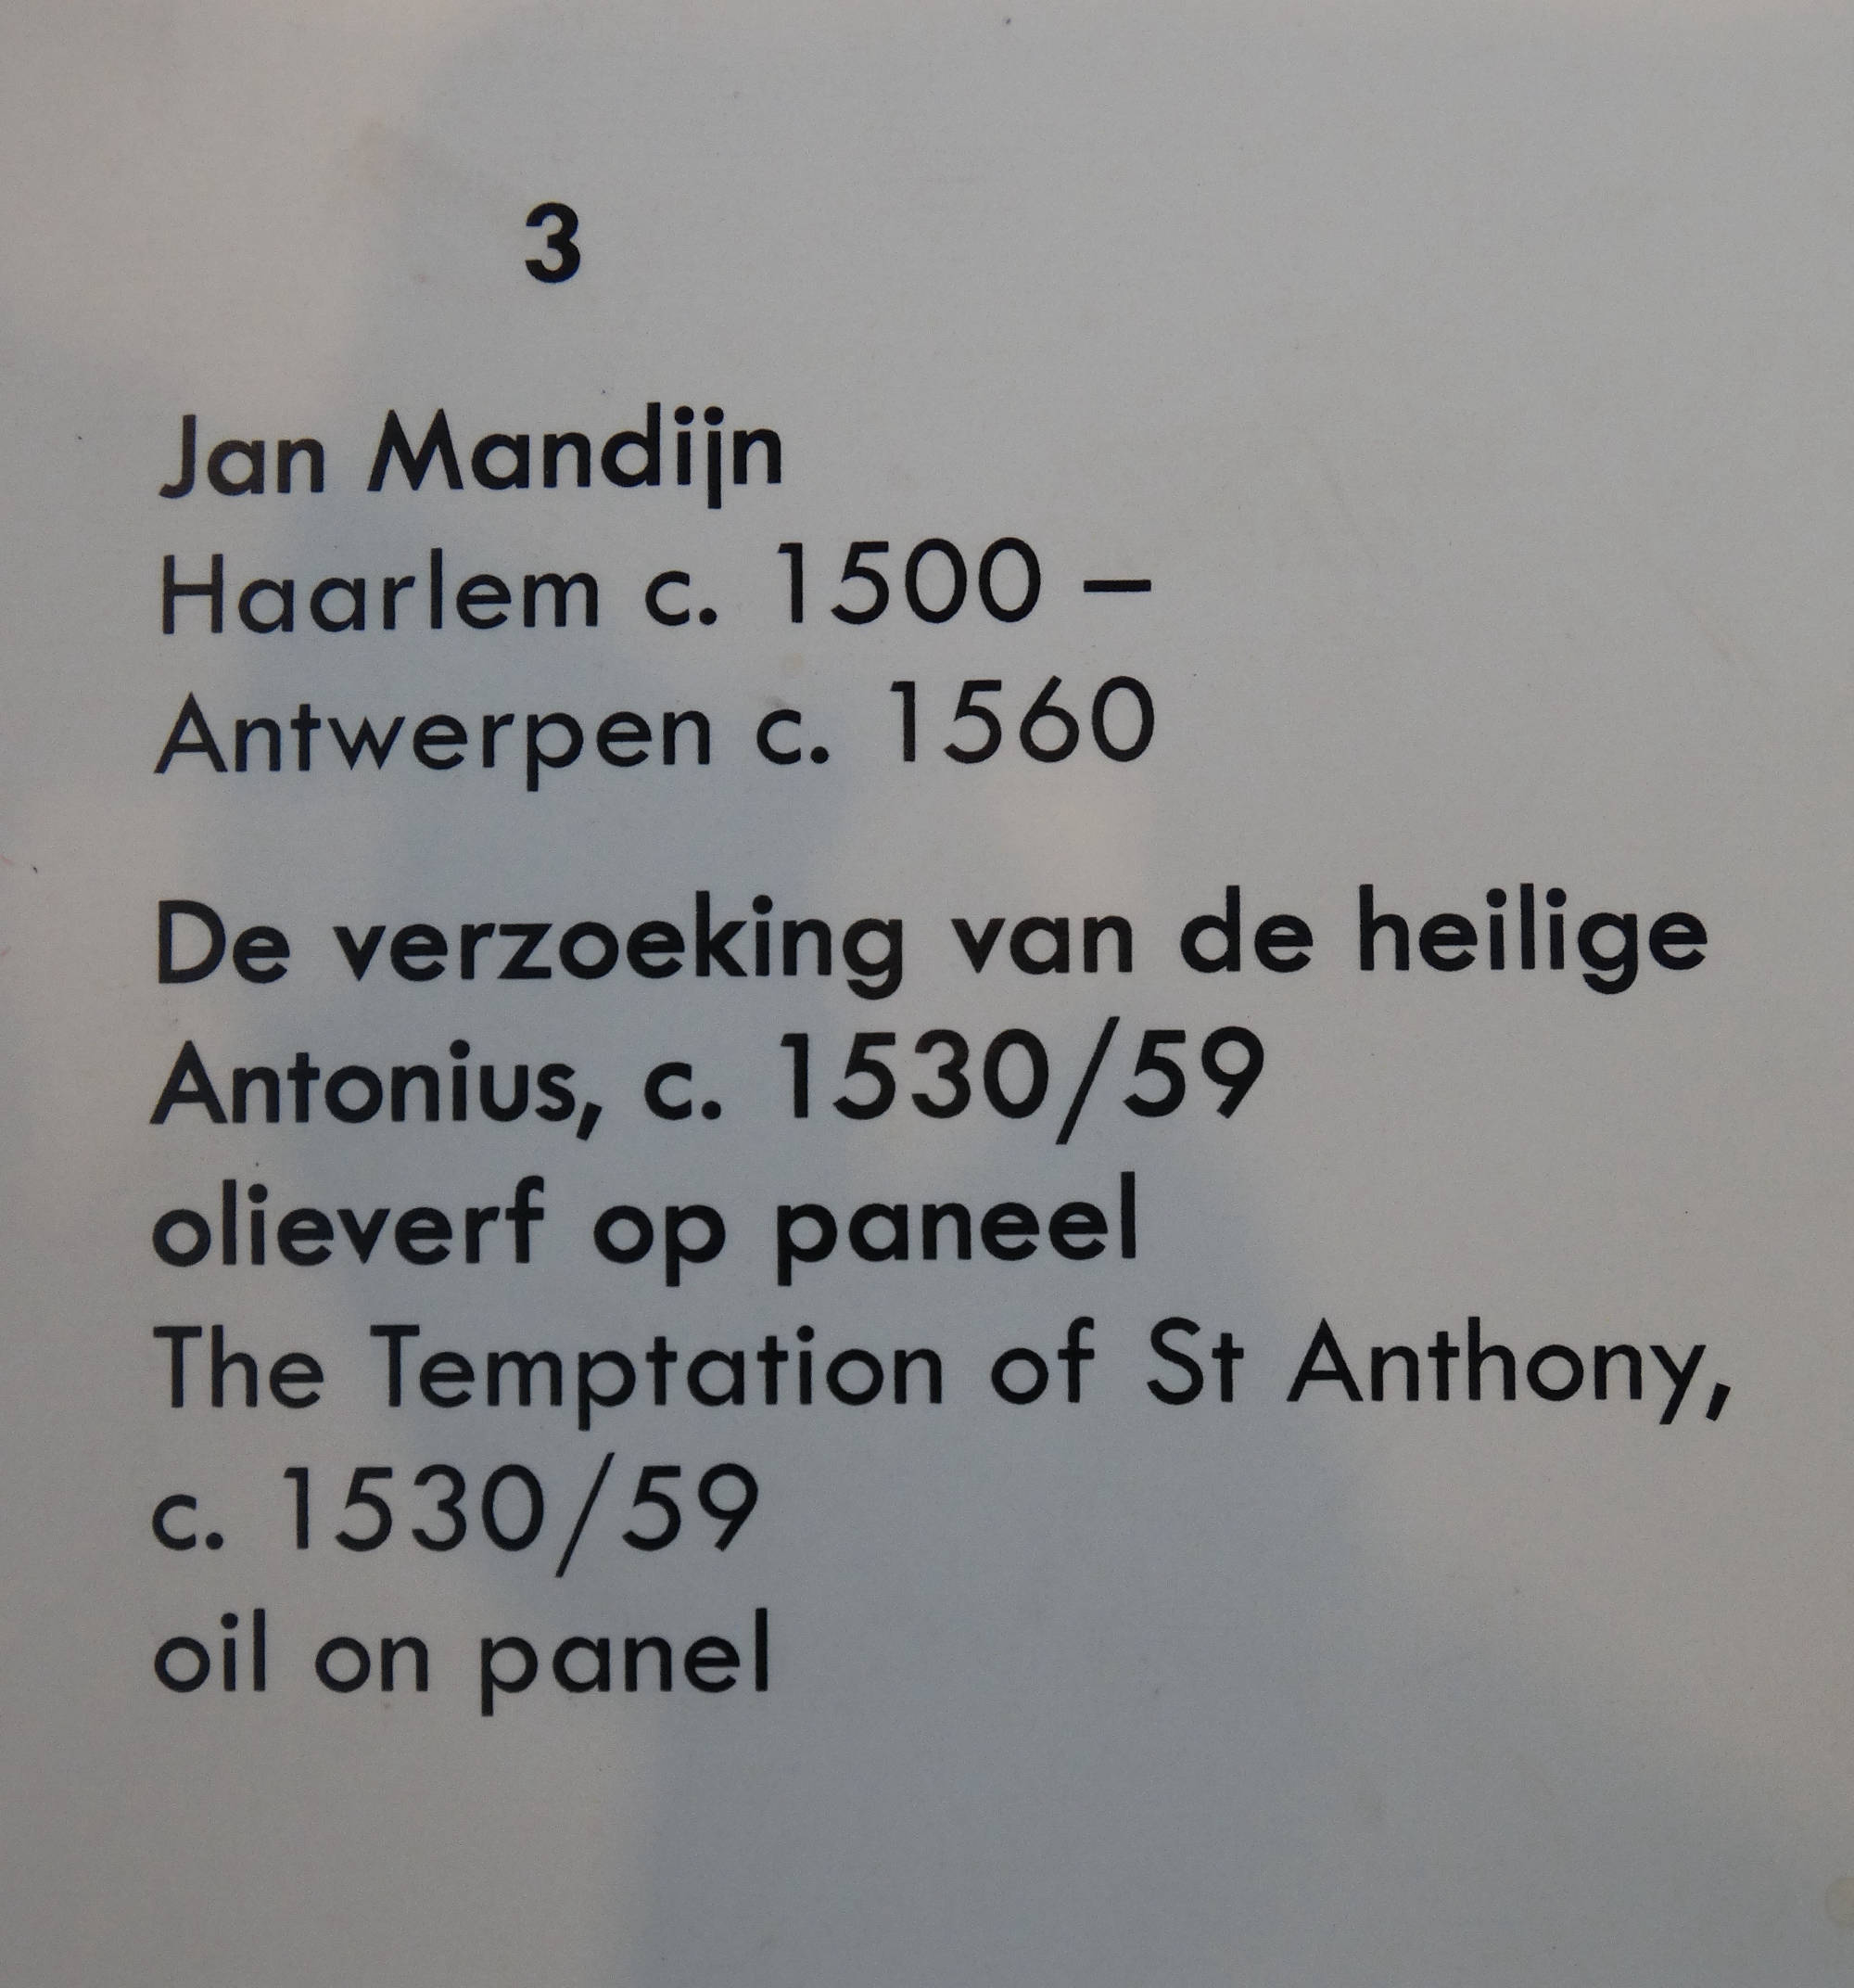 3
Jan Mandijn
Haarlem c. 1500 –
Antwerpen c. 1560
De verzoeking van de heilige
Antonius, c. 1530/59
olieverf op paneel
The Temptation of St Anthony,
c. 1530/59
oil on panel